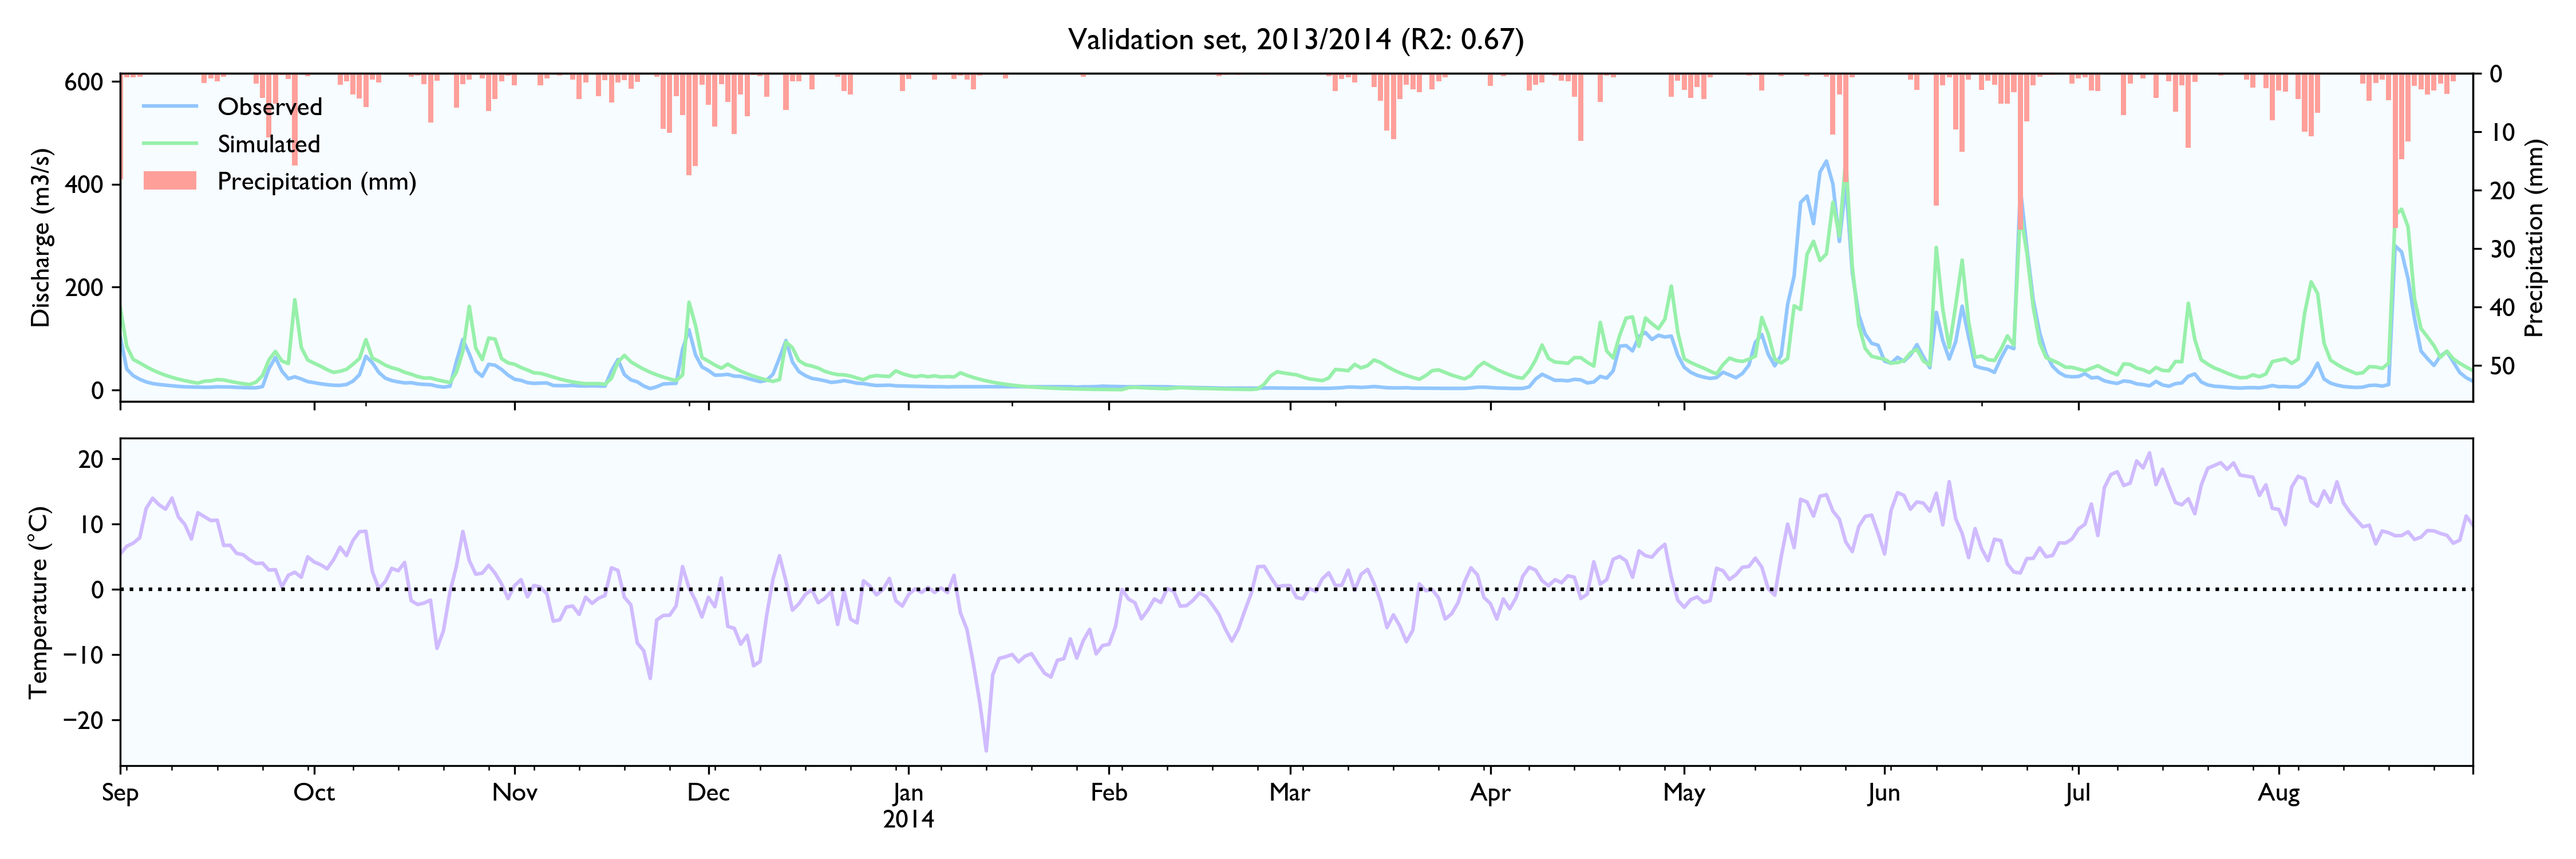 Validation set, 2013/2014 (R2: 0.67)
600
400
200
0
Discharge (m3/s)
Observed
Simulated
Precipitation (mm)
0
10
20
30
40
50
Precipitation (mm)
20
10
0
−10
−20
Temperature (°C)
Sep Oct Nov Dec Jan Feb Mar Apr May Jun Jul Aug
2014